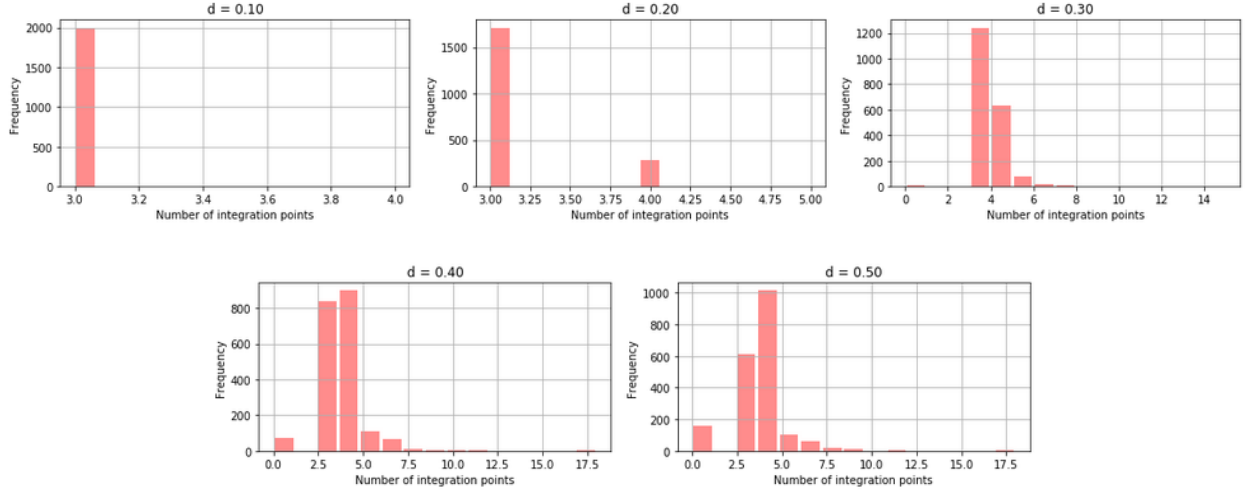 d = 0.10
2000
1500
1000
500
0
Frequency
3.0 3.2 3.4 3.6 3.8 4.0
Number of integration points
d = 0.20
1500
1000
500
0
Frequency
3.00 3.25 3.50 3.75 4.00 4.25 4.50 4.75 5.00
Number of integration points
d = 0.30
1200
1000
800
600
400
200
0
Frequency
0 2 4 6 8 10 12 14
Number of integration points
d = 0.40
800
600
400
200
0
Frequency
0.0 2.5 5.0 7.5 10.0 12.5 15.0 17.5
Number of integration points
d = 0.50
1000
800
600
400
200
0
Frequency
0.0 2.5 5.0 7.5 10.0 12.5 15.0 17.5
Number of integration points